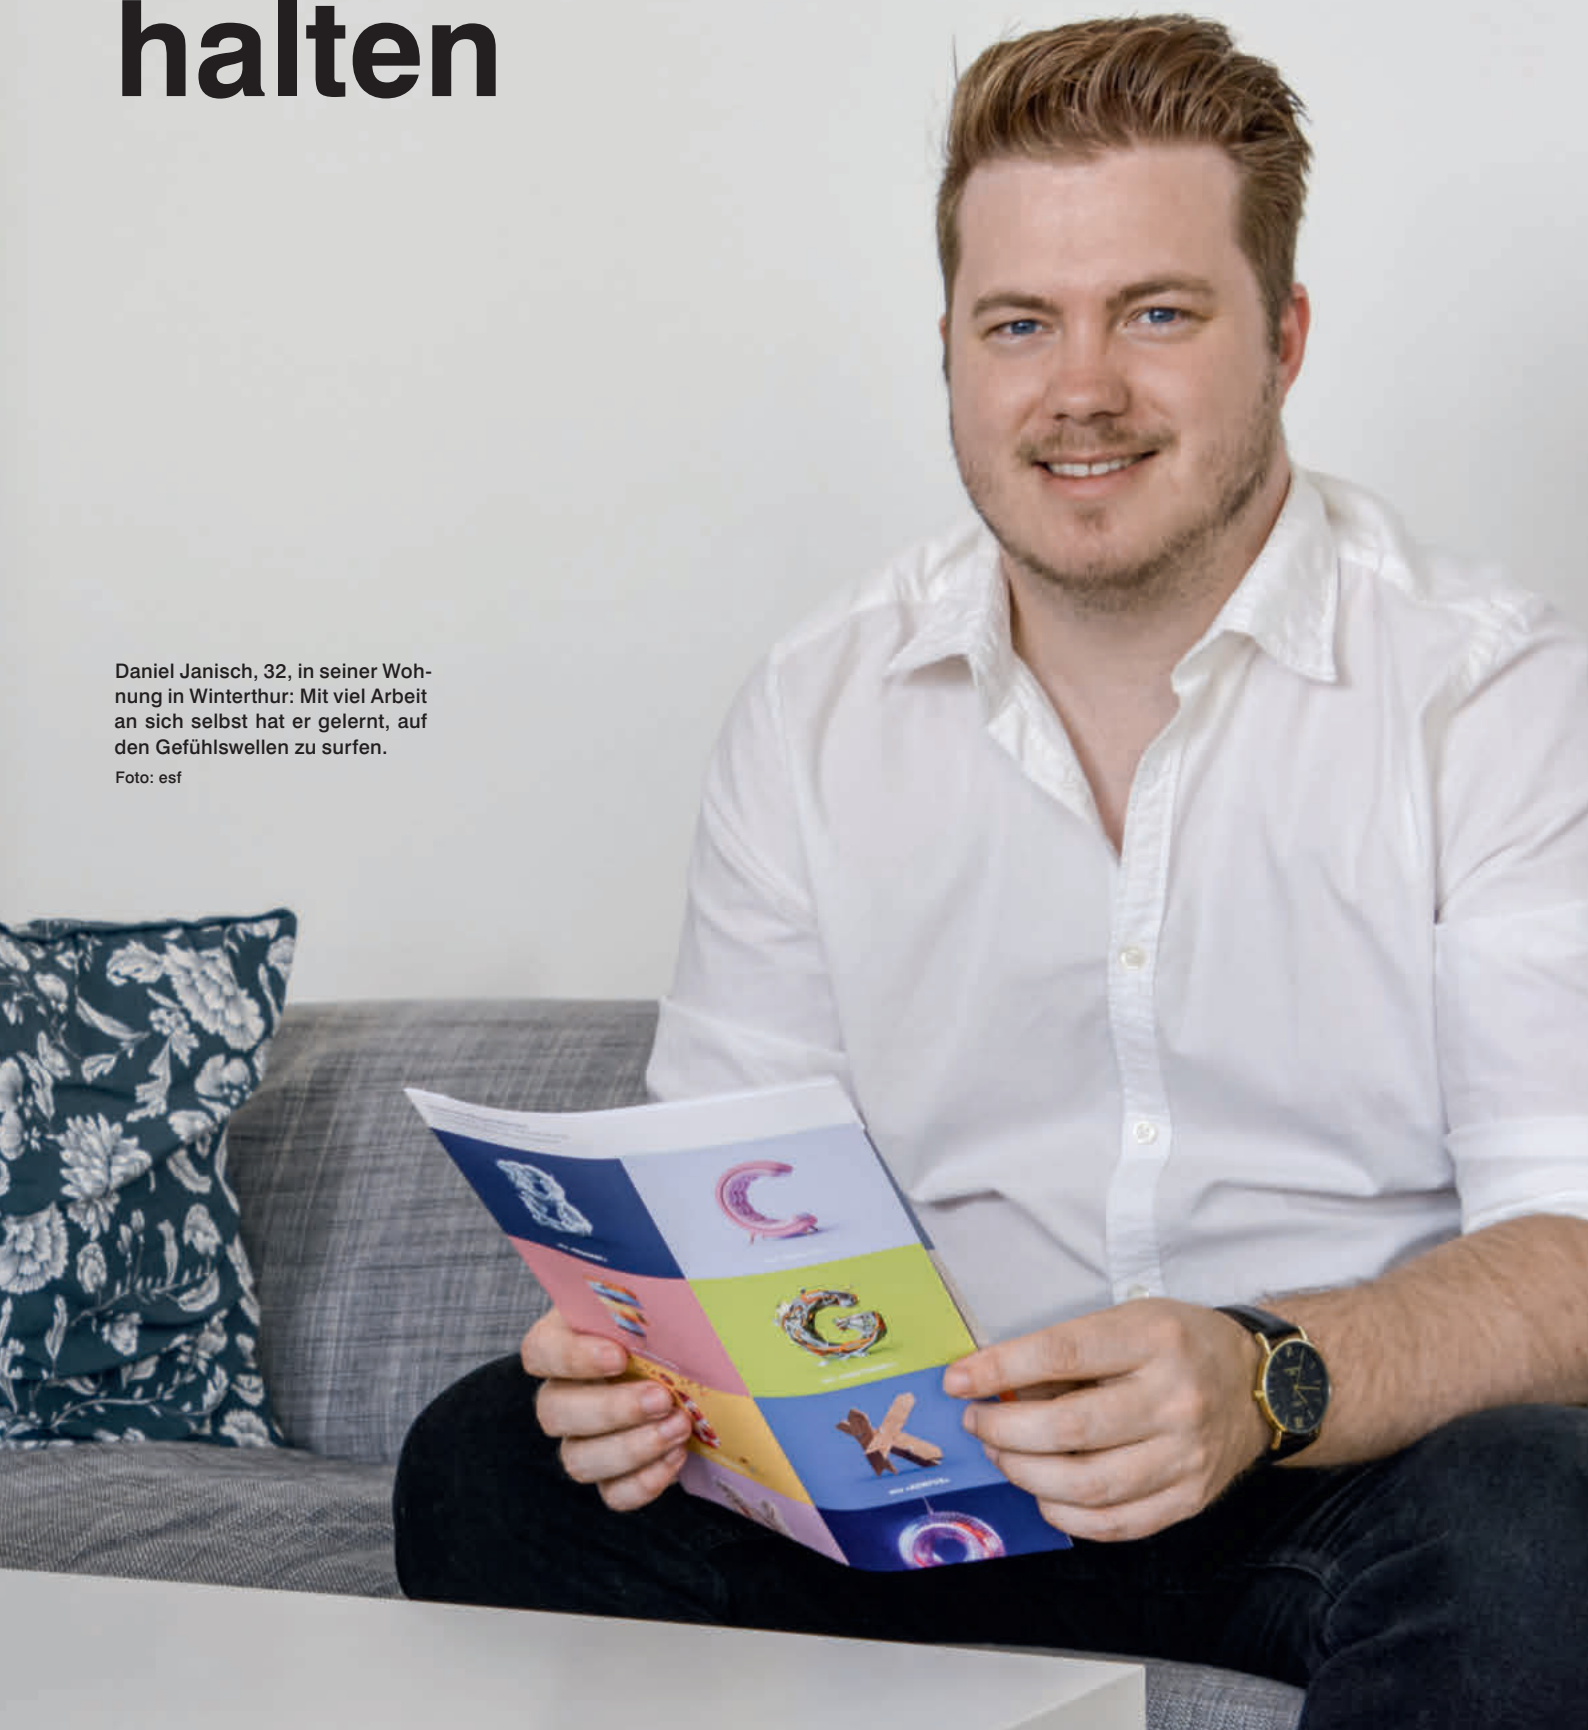 halten
Daniel Janisch, 32, in seiner Woh-
nung in Winterthur: Mit viel Arbeit
an sich selbst hat er gelernt, auf
den Gefühlswellen zu surfen.
Foto: esf
C
G
K